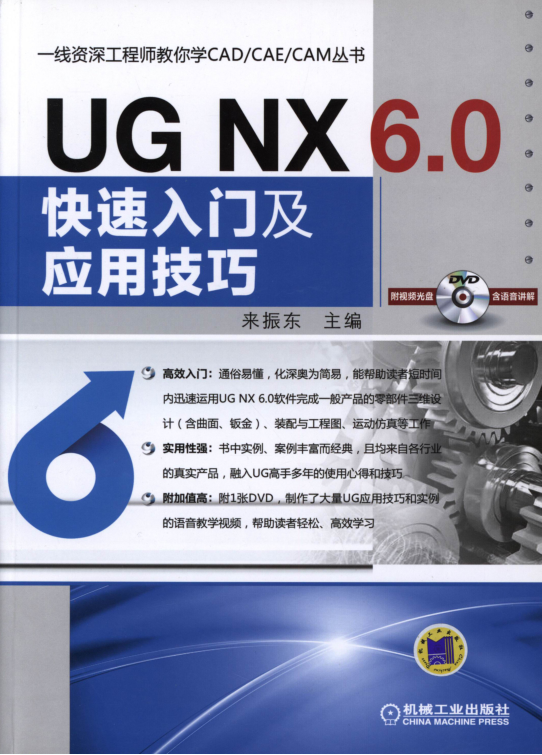 一线资深工程师教你学CAD/CAE/CAM丛书
UG NX 6.0
快速入门及
应用技巧
附视频光盘
DVD
含语音讲解
来振东 主编
高效入门：通俗易懂，化深奥为简易，能帮助读者短时间
内迅速运用UG NX 6.0软件完成一般产品的零部件三维设
计（含曲面、钣金）、装配与工程图、运动仿真等工作
实用性强：书中实例、案例丰富而经典，且均来自各行业
的真实产品，融入UG高手多年的使用心得和技巧
附加值高：附1张DVD，制作了大量UG应用技巧和实例
的语音教学视频，帮助读者轻松、高效学习
机械工业出版社
CHINA MACHINE PRESS